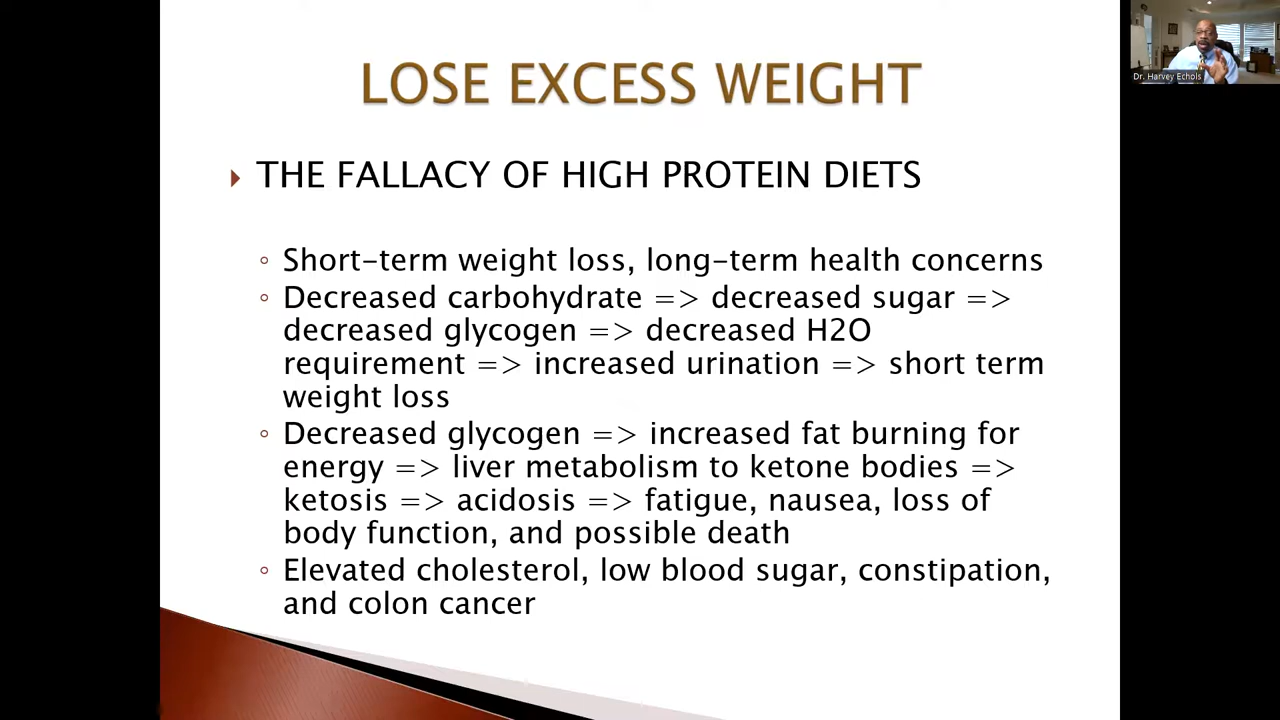 LOSE EXCESS WEIGHT
Dr. Harvey Echols
THE FALLACY OF HIGH PROTEIN DIETS
Short-term weight loss, long-term health concerns
Decreased carbohydrate => decreased sugar =>
decreased glycogen => decreased H2O
requirement => increased urination => short term
weight loss
Decreased glycogen => increased fat burning for
energy => liver metabolism to ketone bodies =>
ketosis => acidosis => fatigue, nausea, loss of
body function, and possible death
Elevated cholesterol, low blood sugar, constipation,
and colon cancer